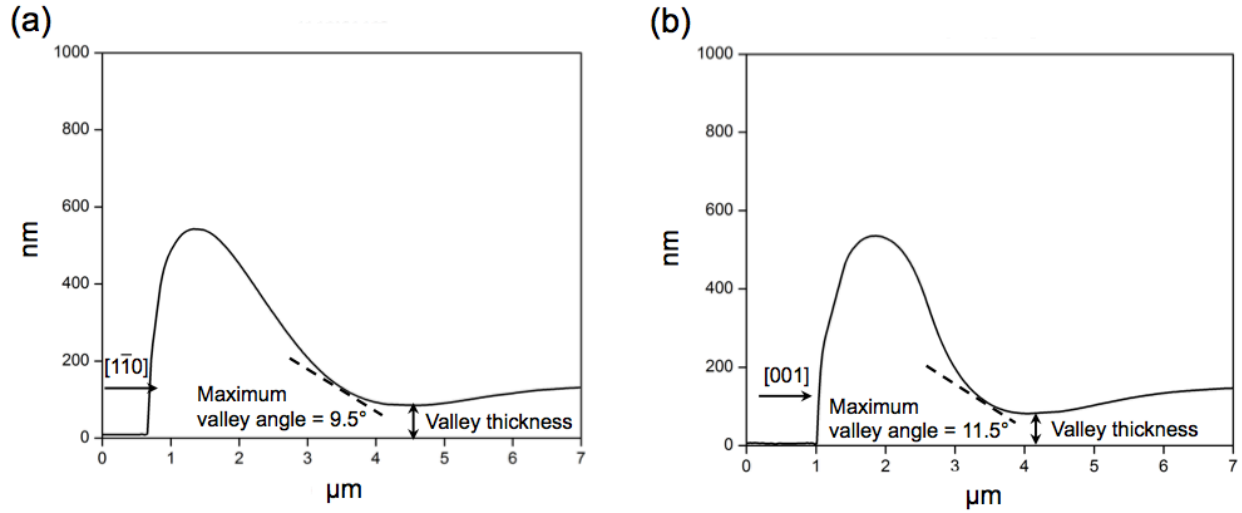 (a)
1000
800
600
400
200
0
nm
[11̄0]
Maximum
valley angle = 9.5°
Valley thickness
0 1 2 3 4 5 6 7
µm
(b)
1000
800
600
400
200
0
nm
[001]
Maximum
valley angle = 11.5°
Valley thickness
0 1 2 3 4 5 6 7
µm